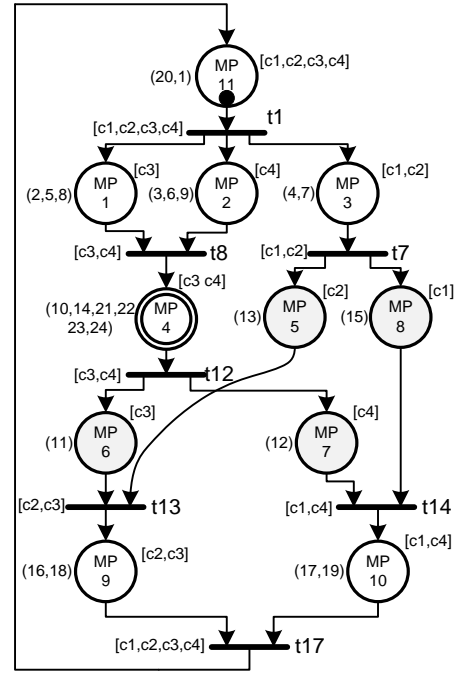 MP
11
[c1,c2,c3,c4]
(20,1)
t1
[c1,c2,c3,c4]
[c3]
[c4]
[c1,c2]
MP
1
MP
2
MP
3
(2,5,8)
(3,6,9)
(4,7)
t8
[c3,c4]
t7
[c1,c2]
[c3 c4]
[c2]
[c1]
(10,14,21,22
23,24)
MP
4
MP
5
MP
8
(13)
(15)
t12
[c3,c4]
[c3]
[c4]
MP
6
MP
7
(11)
(12)
[c2,c3]
t13
[c1,c4]
t14
[c2,c3]
[c1,c4]
MP
9
MP
10
(16,18)
(17,19)
[c1,c2,c3,c4]
t17